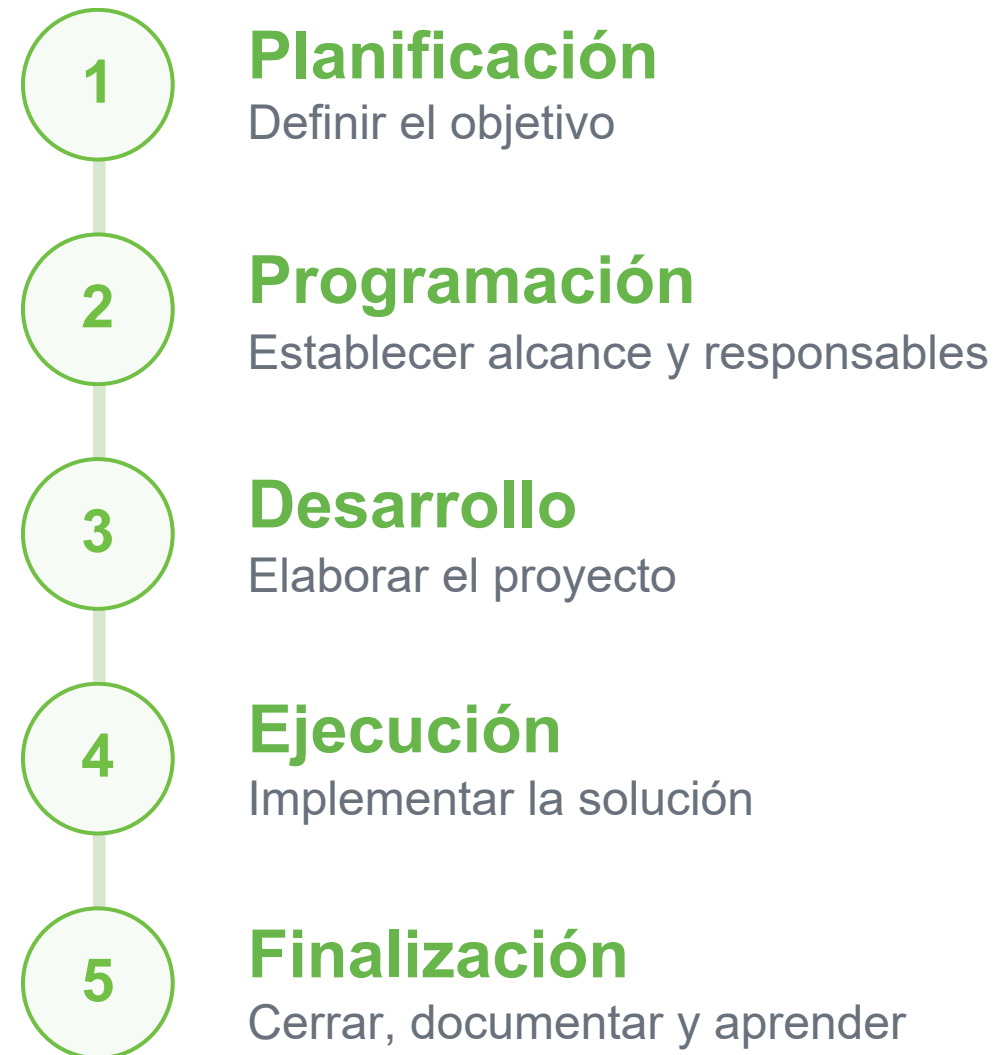 1
Planificación
Definir el objetivo
2
Programación
Establecer alcance y responsables
3
Desarrollo
Elaborar el proyecto
4
Ejecución
Implementar la solución
5
Finalización
Cerrar, documentar y aprender